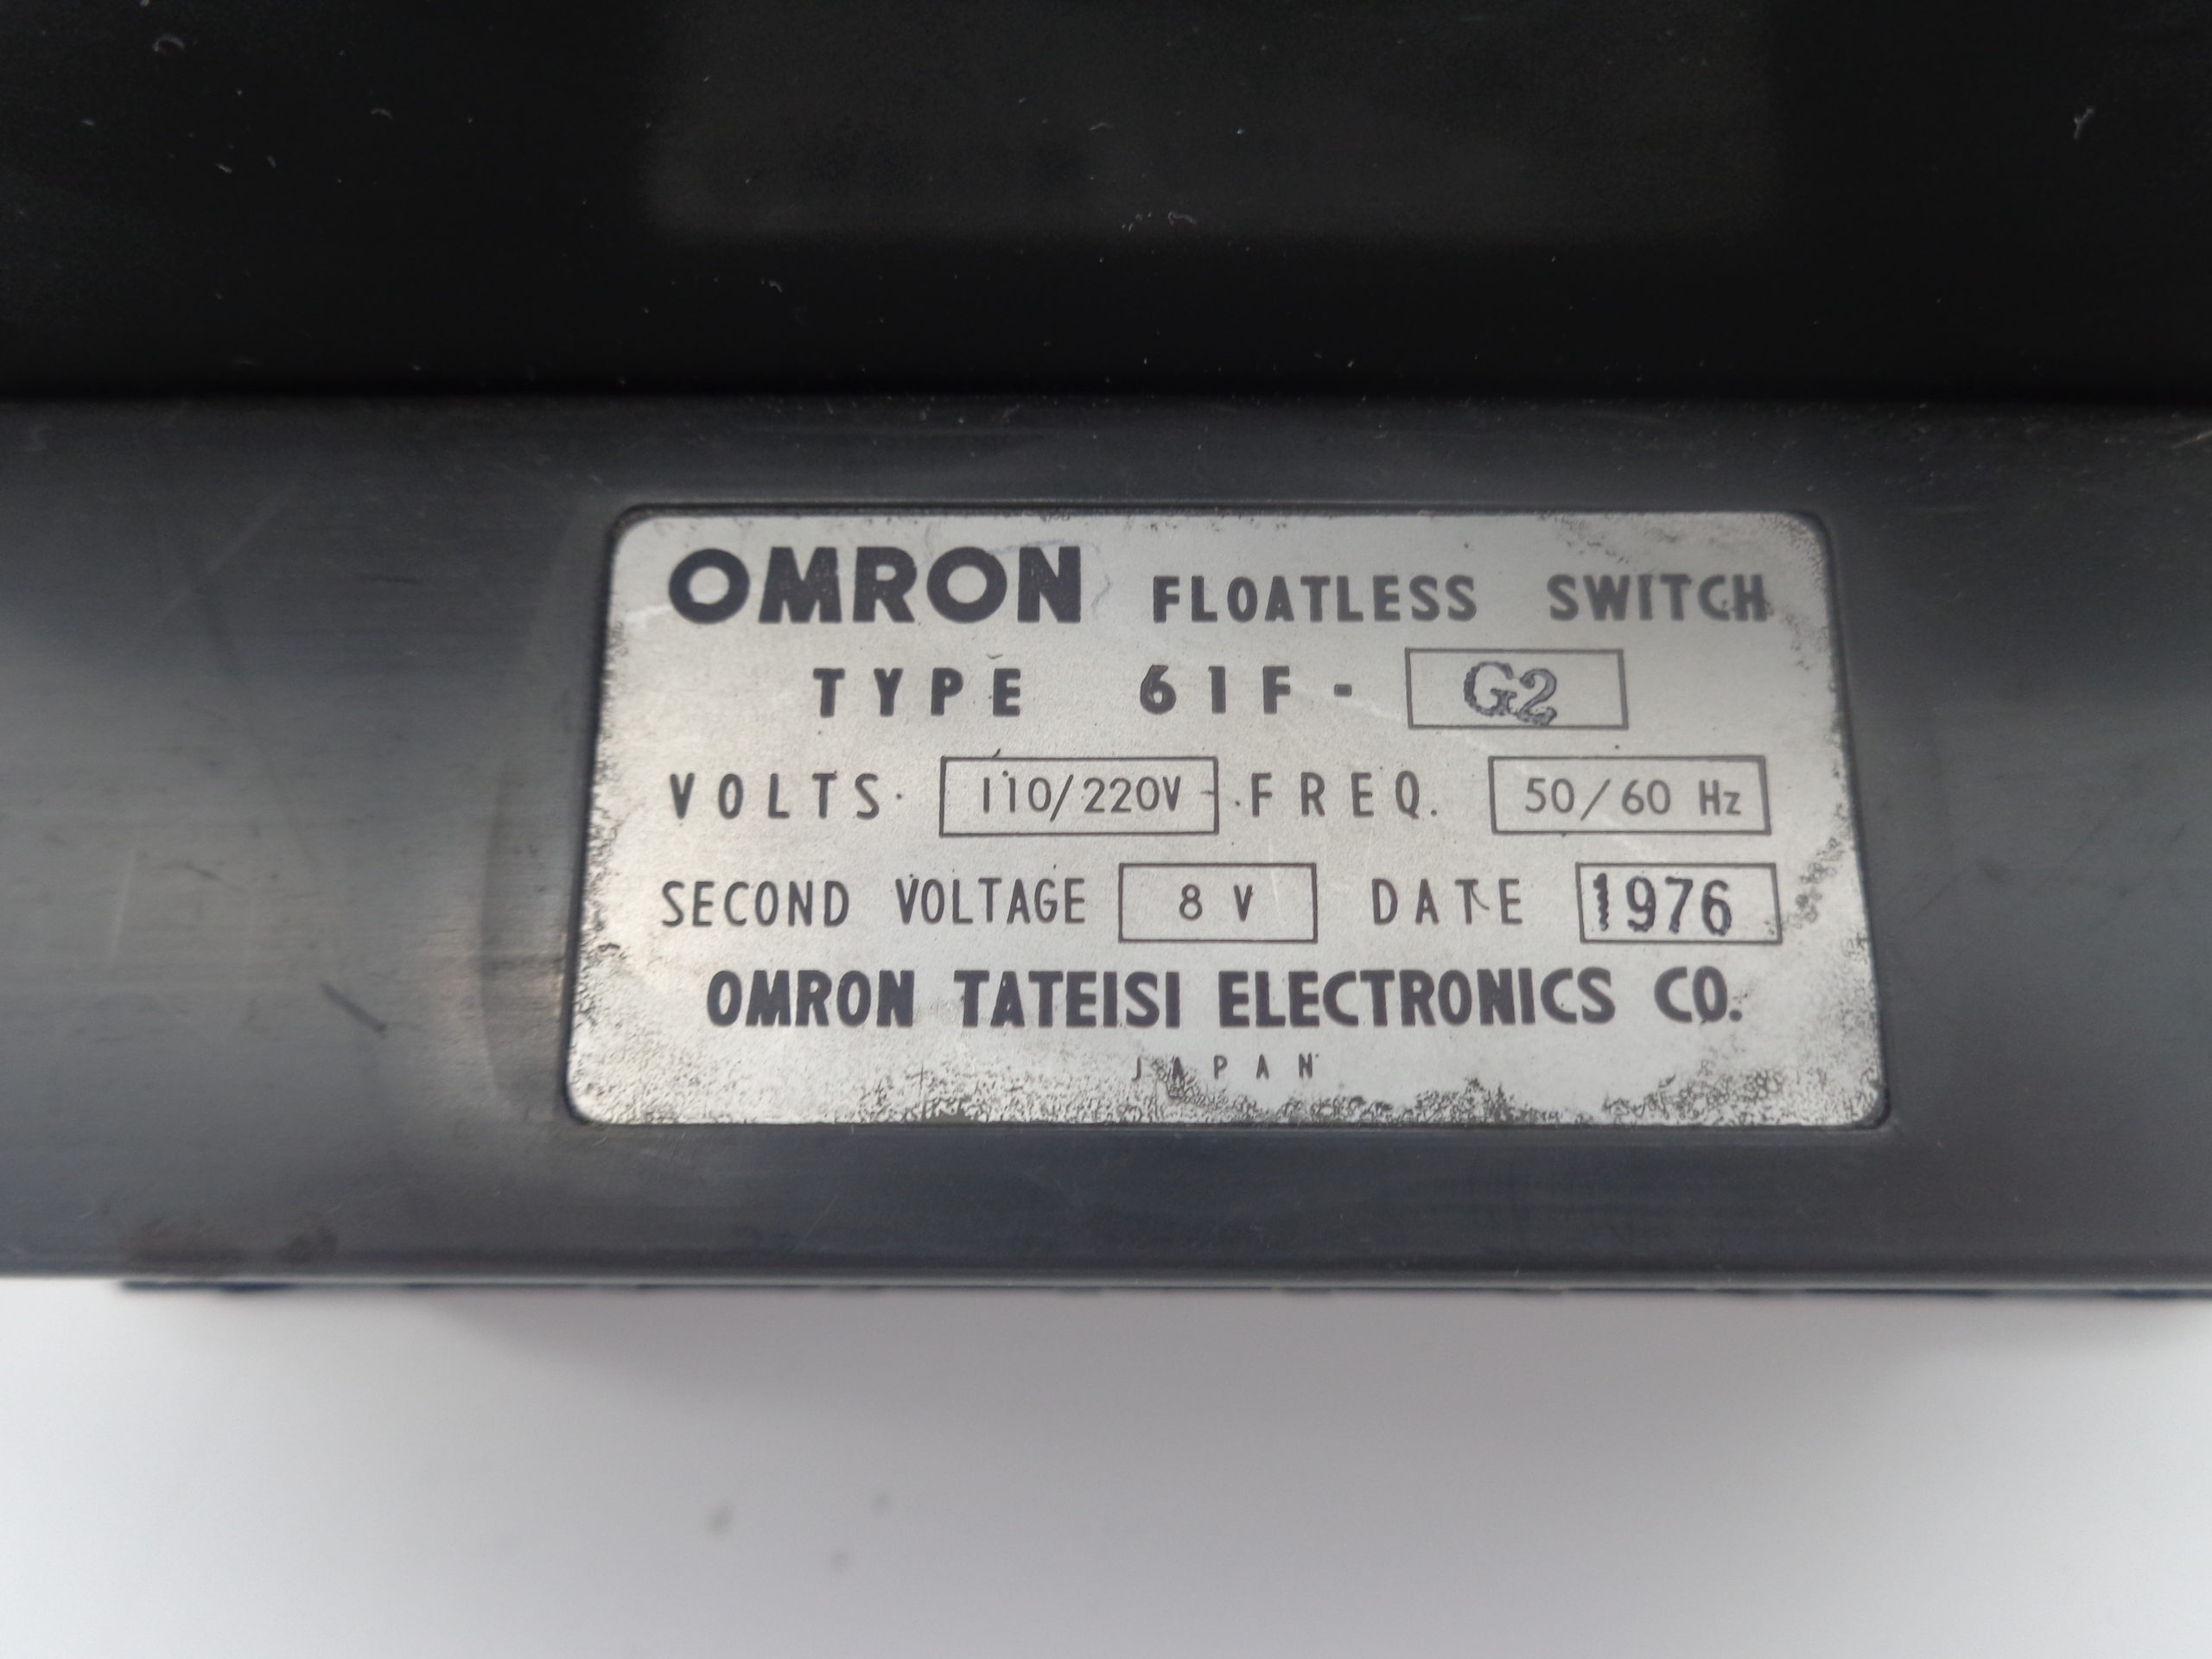 OMRON FLOATLESS SWITCH
TYPE 61F- G2
VOLTS. 110/220V FREQ. 50/60 Hz
SECOND VOLTAGE 8 V DATE 1976
OMRON TATEISI ELECTRONICS CO.
JAPAN